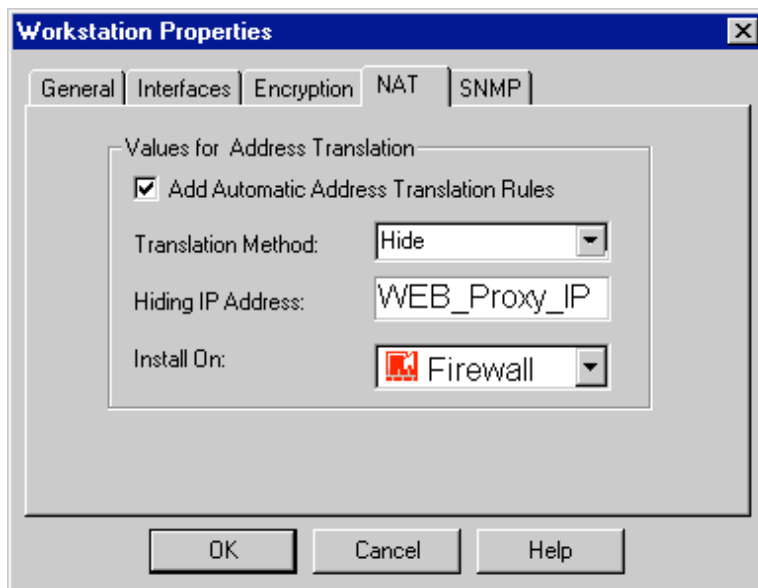 Workstation Properties
General Interfaces Encryption NAT SNMP
Values for Address Translation
Add Automatic Address Translation Rules
Translation Method: Hide
Hiding IP Address: WEB_Proxy_IP
Install On: Firewall
OK Cancel Help